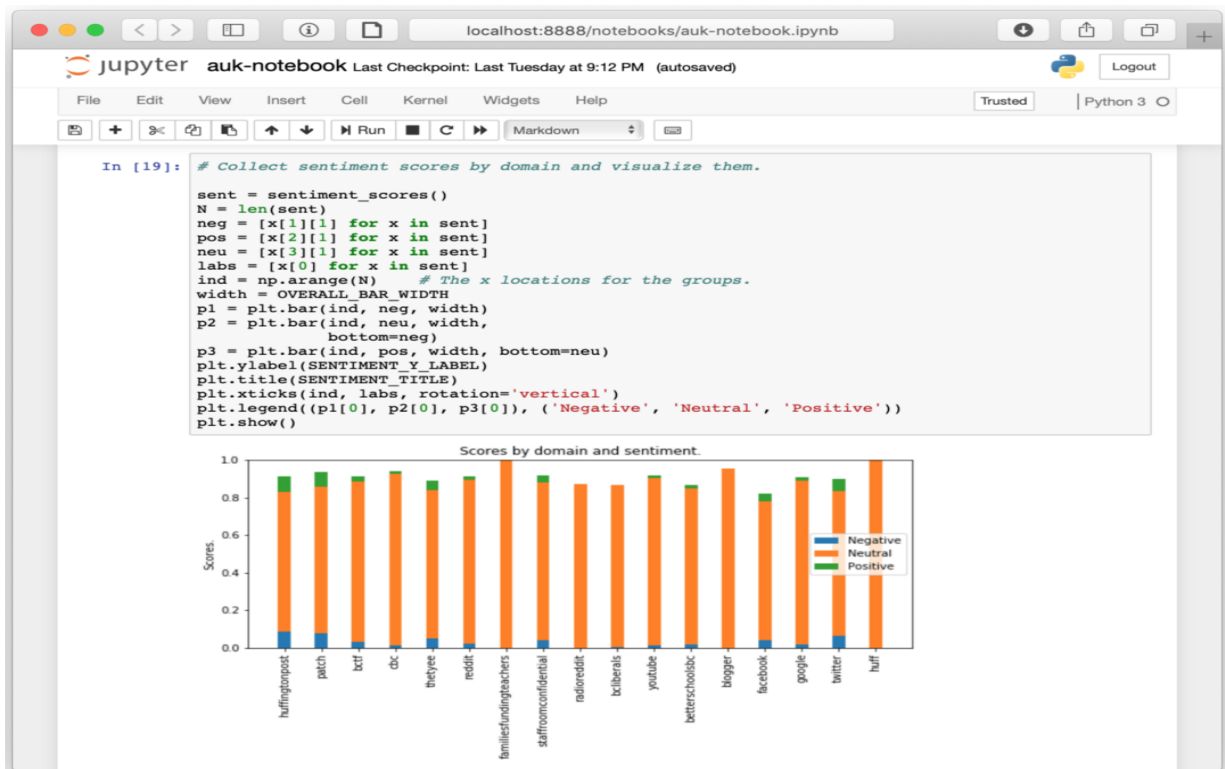 localhost:8888/notebooks/auk-notebook.ipynb
jupyter auk-notebook Last Checkpoint: Last Tuesday at 9:12 PM (autosaved)
Logout
File Edit View Insert Cell Kernel Widgets Help
Trusted
Python 3
Run
Markdown
In [19]:
# Collect sentiment scores by domain and visualize them.
sent = sentiment_scores()
N = len(sent)
neg = [x[1][1] for x in sent]
pos = [x[2][1] for x in sent]
neu = [x[3][1] for x in sent]
labs = [x[0] for x in sent]
ind = np.arange(N)    # The x locations for the groups.
width = OVERALL_BAR_WIDTH
p1 = plt.bar(ind, neg, width)
p2 = plt.bar(ind, neu, width,
             bottom=neg)
p3 = plt.bar(ind, pos, width, bottom=neu)
plt.ylabel(SENTIMENT_Y_LABEL)
plt.title(SENTIMENT_TITLE)
plt.xticks(ind, labs, rotation='vertical')
plt.legend((p1[0], p2[0], p3[0]), ('Negative', 'Neutral', 'Positive'))
plt.show()
Scores by domain and sentiment.
1.0
0.8
0.6
0.4
0.2
0.0
Scores.
Negative
Neutral
Positive
huffingtonpost
patch
bctf
cbc
thetyee
reddit
familiesfundingteachers
staffroomconfidential
radioreddit
bcliberals
youtube
betterschoolsbc
blogger
facebook
google
twitter
huff